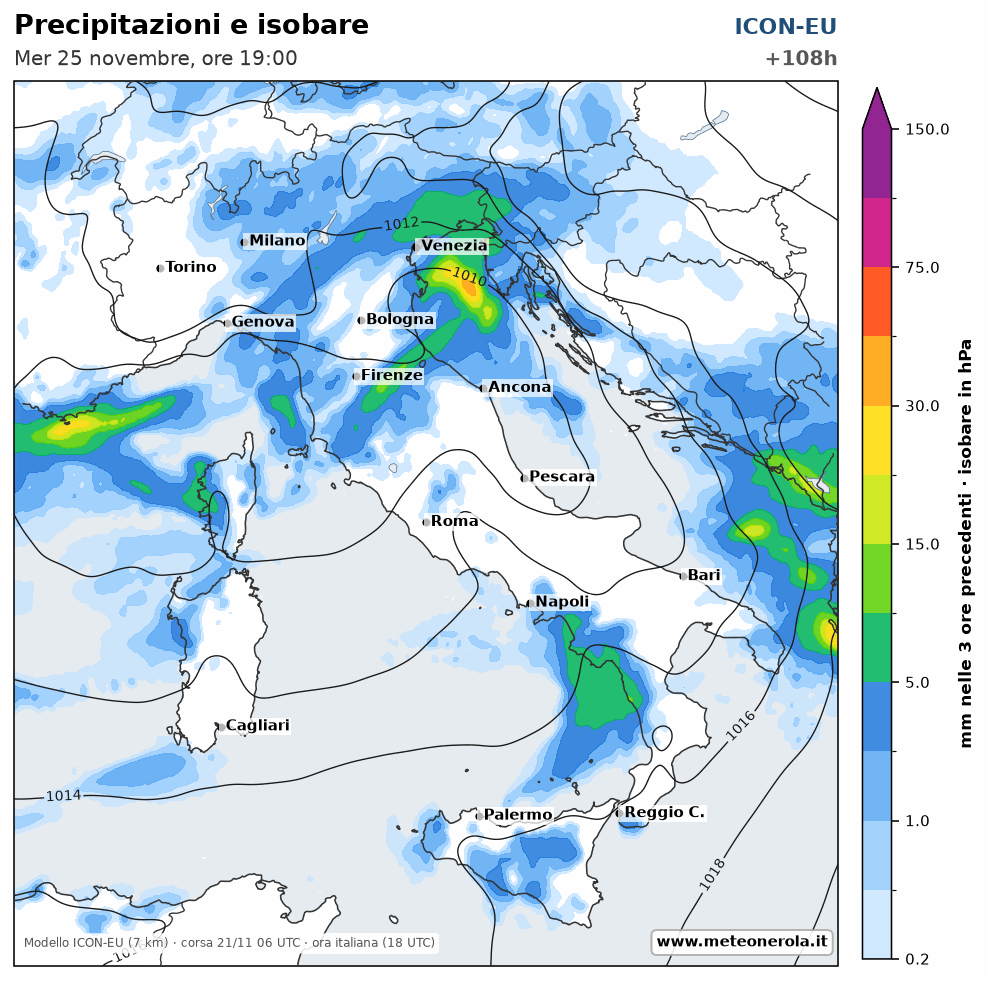 Precipitazioni e isobare
ICON-EU
Mer 25 novembre, ore 19:00
+108h
150.0
1012
Milano
Venezia
Torino
75.0
1010
Genova
Bologna
Firenze
Ancona
30.0
Pescara
Roma
15.0
Bari
Napoli
5.0
Cagliari
1016
1014
Palermo
Reggio C.
1.0
1018
mm nelle 3 ore precedenti · isobare in hPa
Modello ICON-EU (7 km) · corsa 21/11 06 UTC · ora italiana (18 UTC)
www.meteonerola.it
0.2